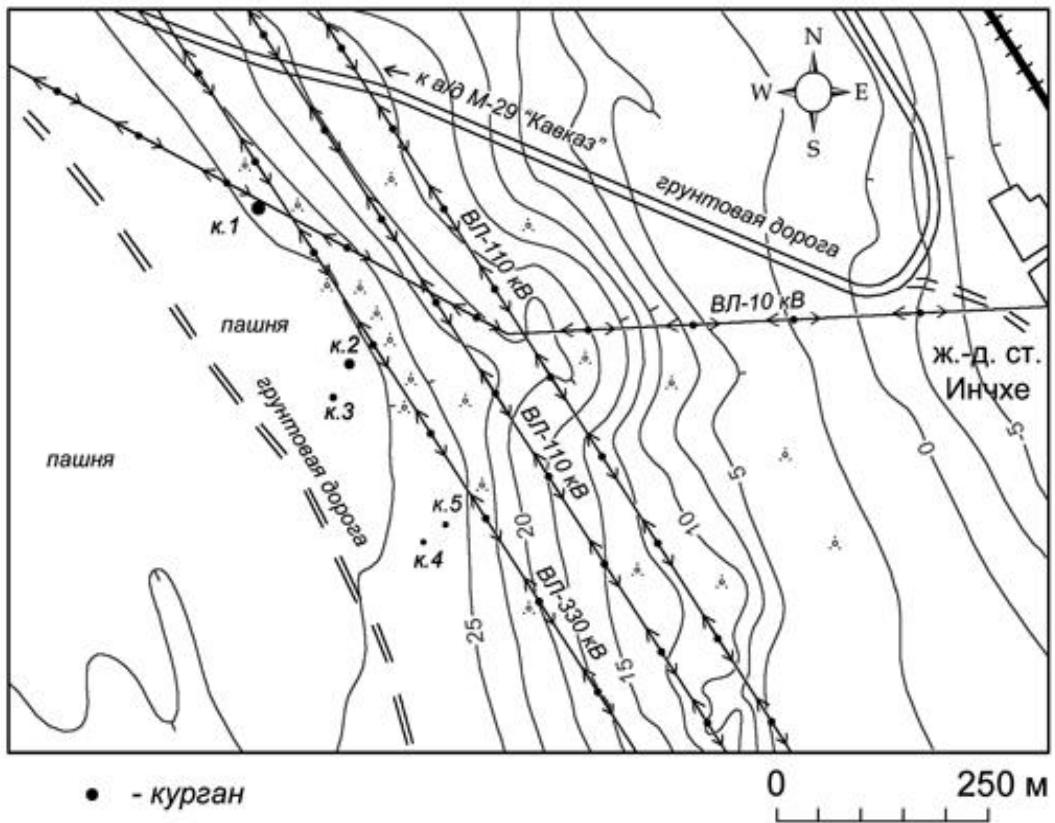 N
W
E
S
к а/д М-29 "Кавказ"
грунтовая дорога
ВЛ-110 кВ
ВЛ-10 кВ
к.1
пашня
к.2
к.3
ж.-д. ст.
Инчхе
грунтовая дорога
пашня
ВЛ-110 кВ
0
-5
5
10
к.5
к.4
20
ВЛ-330 кВ
25
15
- курган
0
250 м